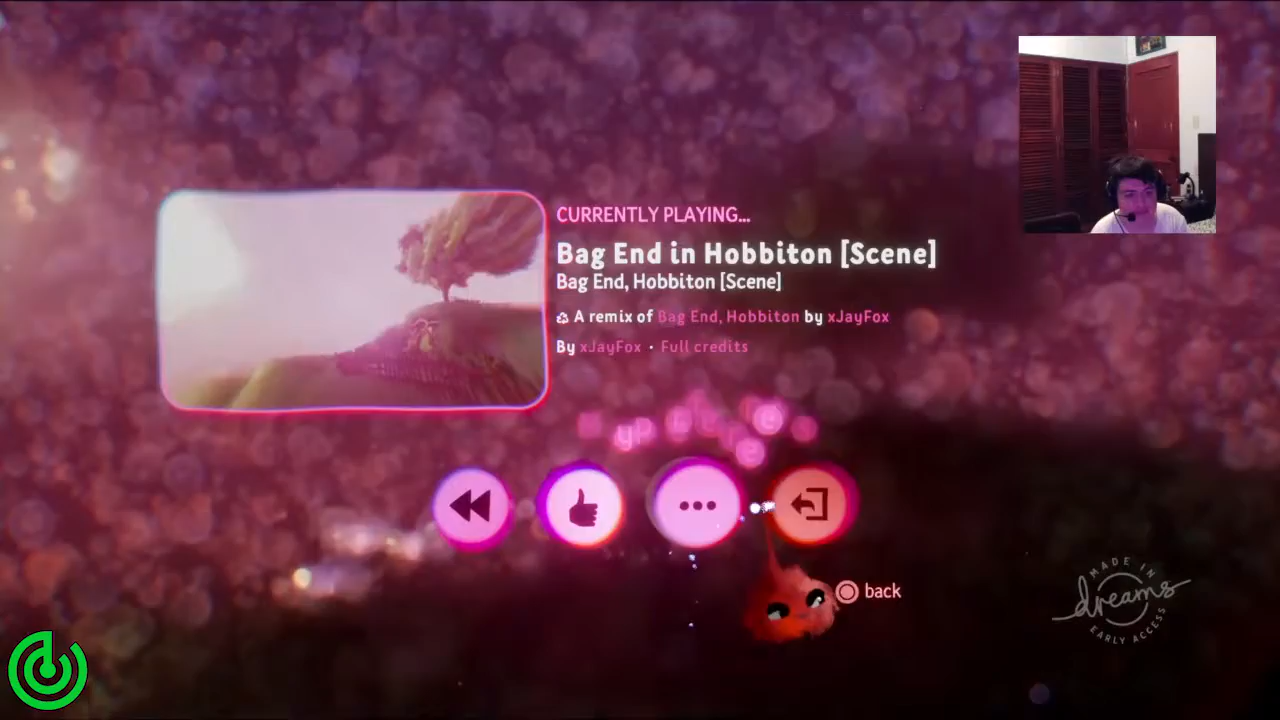 CURRENTLY PLAYING...
Bag End in Hobbiton [Scene]
Bag End, Hobbiton [Scene]
A remix of Bag End, Hobbiton by xJayFox
By xJayFox • Full credits
back
MADE IN
dreams
EARLY ACCESS